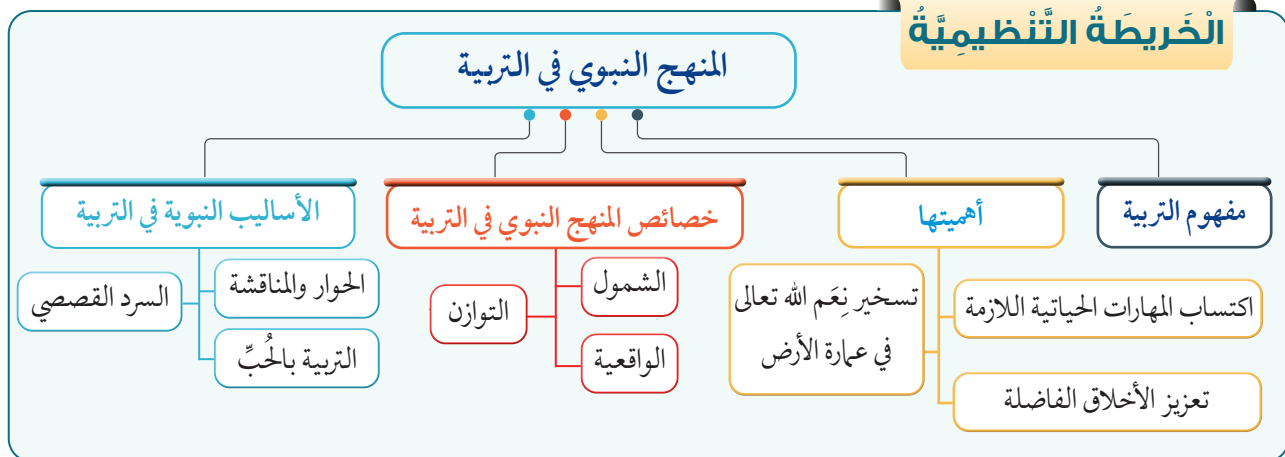 الْخَرِيطَةُ التَّنْظِيمِيَّةُ
المنهج النبوي في التربية
مفهوم التربية
أهميتها
اكتساب المهارات الحياتية اللازمة
تسخير نِعَم الله تعالى
في عمارة الأرض
تعزيز الأخلاق الفاضلة
خصائص المنهج النبوي في التربية
الشمول
التوازن
الواقعية
الأساليب النبوية في التربية
الحوار والمناقشة
السرد القصصي
التربية بالحُبِّ